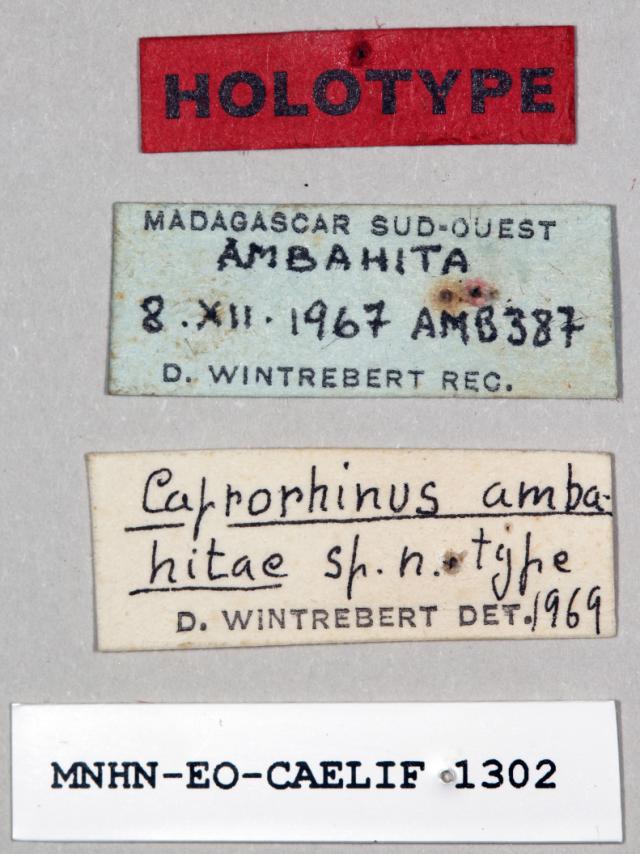 HOLOTYPE
MADAGASCAR SUD-OUEST
AMBAHITA
8.XII.1967 AMB387
D. WINTREBERT REC.
Caprorhinus amba-
hitae sp.n. type
D. WINTREBERT DET. 1969
MNHN-EO-CAELIF 1302